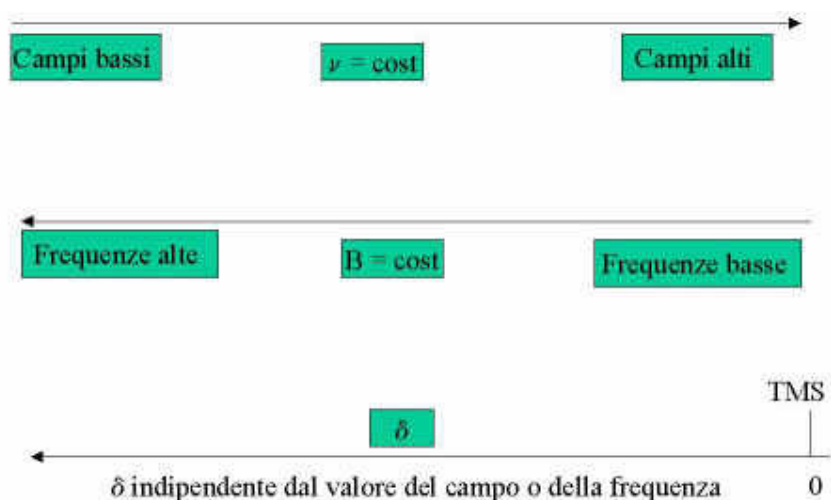 Campi bassi
ν = cost
Campi alti
Frequenze alte
B = cost
Frequenze basse
TMS
δ
δ indipendente dal valore del campo o della frequenza
0